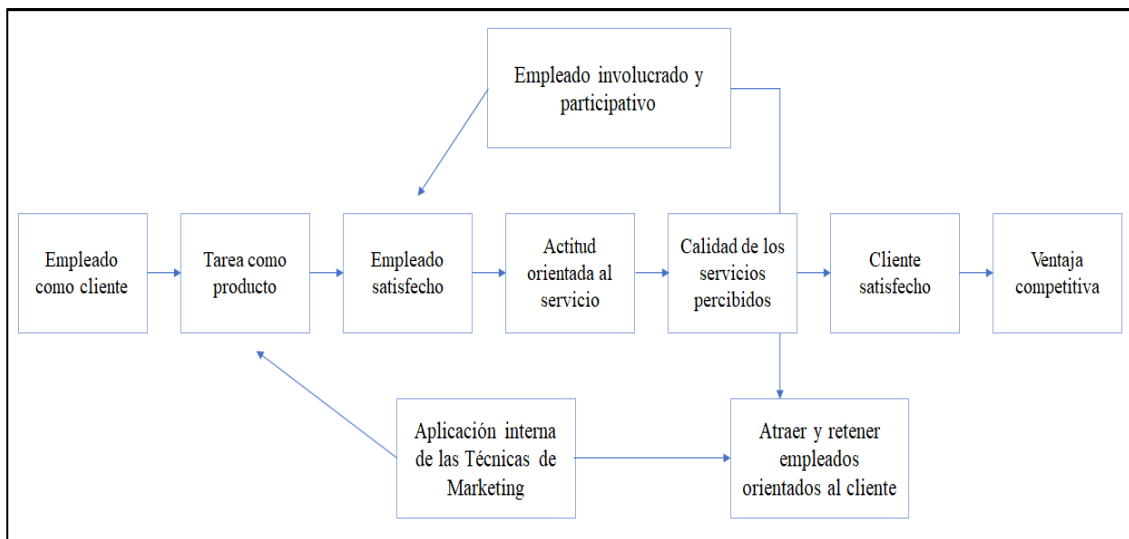 Empleado involucrado y
participativo
Empleado
como cliente
Tarea como
producto
Empleado
satisfecho
Actitud
orientada al
servicio
Calidad de los
servicios
percibidos
Cliente
satisfecho
Ventaja
competitiva
Aplicación interna
de las Técnicas de
Marketing
Atraer y retener
empleados
orientados al cliente